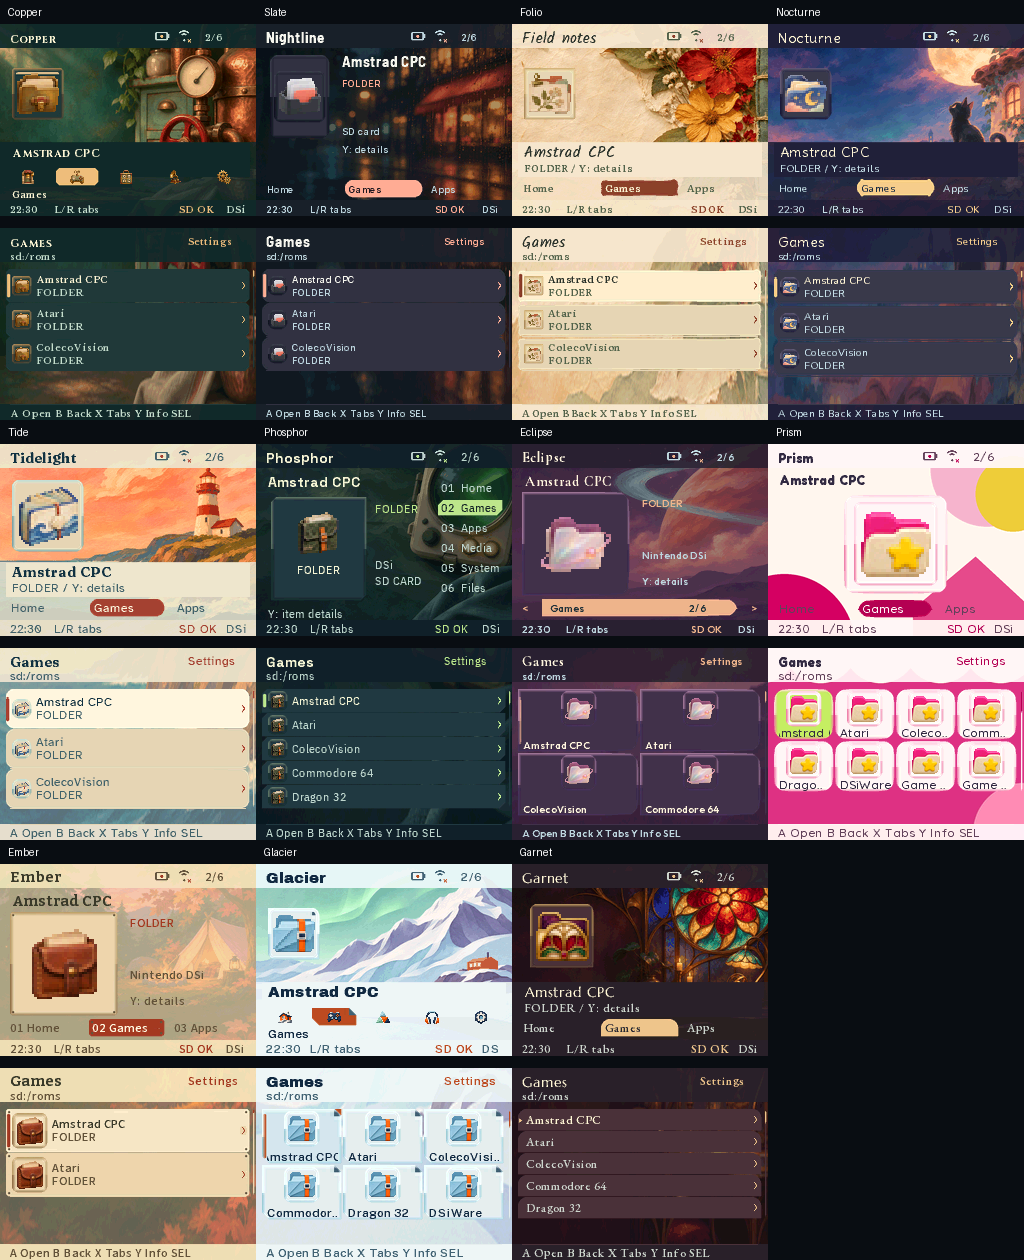 Copper
Slate
Folio
Nocturne
Copper 2/6
Amstrad CPC
Games
22:30 L/R tabs SD OK DSi
Nightline 2/6
Amstrad CPC
FOLDER
SD card
Y: details
Home Games Apps
22:30 L/R tabs SD OK DSi
Field notes 2/6
Amstrad CPC
FOLDER / Y: details
Home Games Apps
22:30 L/R tabs SD OK DSi
Nocturne 2/6
Amstrad CPC
FOLDER / Y: details
Home Games Apps
22:30 L/R tabs SD OK DSi
Games Settings
sd:/roms
Amstrad CPC
FOLDER
Atari
FOLDER
ColecoVision
FOLDER
A Open B Back X Tabs Y Info SEL
Games Settings
sd:/roms
Amstrad CPC
FOLDER
Atari
FOLDER
ColecoVision
FOLDER
A Open B Back X Tabs Y Info SEL
Games Settings
sd:/roms
Amstrad CPC
FOLDER
Atari
FOLDER
ColecoVision
FOLDER
A Open B Back X Tabs Y Info SEL
Games Settings
sd:/roms
Amstrad CPC
FOLDER
Atari
FOLDER
ColecoVision
FOLDER
A Open B Back X Tabs Y Info SEL
Tide
Phosphor
Eclipse
Prism
Tidelight 2/6
Amstrad CPC
FOLDER / Y: details
Home Games Apps
22:30 L/R tabs SD OK DSi
Phosphor 2/6
Amstrad CPC
FOLDER
FOLDER
DSi
SD CARD
01 Home
02 Games
03 Apps
04 Media
05 System
06 Files
Y: item details
22:30 L/R tabs SD OK DSi
Eclipse 2/6
Amstrad CPC
FOLDER
Nintendo DSi
Y: details
< Games 2/6 >
22:30 L/R tabs SD OK DSi
Prism 2/6
Amstrad CPC
Home Games Apps
22:30 L/R tabs SD OK DSi
Games Settings
sd:/roms
Amstrad CPC
FOLDER
Atari
FOLDER
ColecoVision
FOLDER
A Open B Back X Tabs Y Info SEL
Games Settings
sd:/roms
Amstrad CPC
Atari
ColecoVision
Commodore 64
Dragon 32
A Open B Back X Tabs Y Info SEL
Games Settings
sd:/roms
Amstrad CPC Atari
ColecoVision Commodore 64
A Open B Back X Tabs Y Info SEL
Games Settings
sd:/roms
mstrad Atari Coleco.. Comm..
Drago.. DSiWare Game .. Game ..
A Open B Back X Tabs Y Info SEL
Ember
Glacier
Garnet
Ember 2/6
Amstrad CPC
FOLDER
Nintendo DSi
Y: details
01 Home 02 Games 03 Apps
22:30 L/R tabs SD OK DSi
Glacier 2/6
Amstrad CPC
Games
22:30 L/R tabs SD OK DS
Garnet 2/6
Amstrad CPC
FOLDER / Y: details
Home Games Apps
22:30 L/R tabs SD OK DSi
Games Settings
sd:/roms
Amstrad CPC
FOLDER
Atari
FOLDER
A Open B Back X Tabs Y Info SEL
Games Settings
sd:/roms
mstrad CPC Atari ColecoVisi..
Commodor.. Dragon 32 DSiWare
A Open B Back X Tabs Y Info SEL
Games Settings
sd:/roms
Amstrad CPC
Atari
ColecoVision
Commodore 64
Dragon 32
A Open B Back X Tabs Y Info SEL